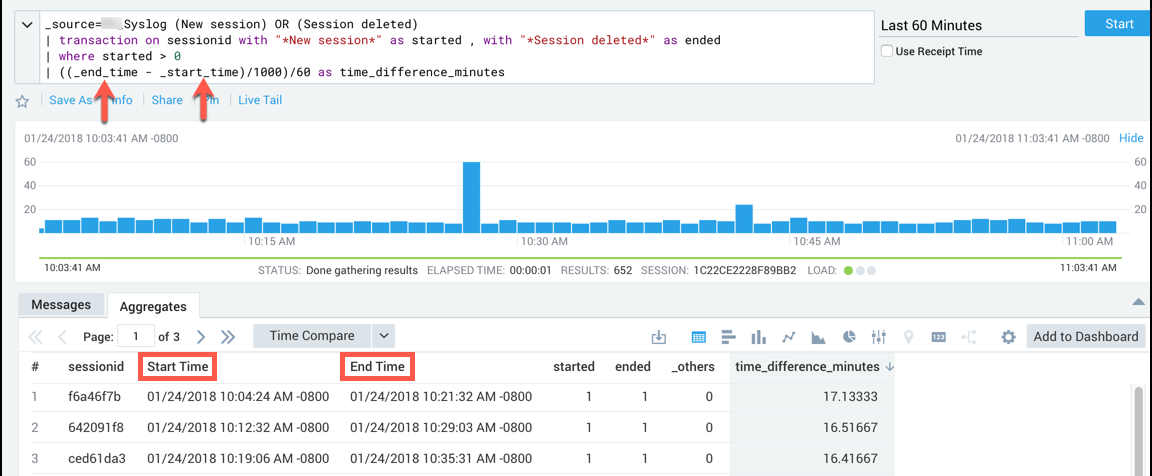 _source= _Syslog (New session) OR (Session deleted)
| transaction on sessionid with "*New session*" as started , with "*Session deleted*" as ended
| where started > 0
| ((_end_time - _start_time)/1000)/60 as time_difference_minutes
Last 60 Minutes
Start
Use Receipt Time
Save As Info Share Live Tail
01/24/2018 10:03:41 AM -0800 01/24/2018 11:03:41 AM -0800 Hide
60 60
40 40
20 20
10:15 AM 10:30 AM 10:45 AM 11:00 AM
10:03:41 AM 11:03:41 AM
STATUS: Done gathering results ELAPSED TIME: 00:00:01 RESULTS: 652 SESSION: 1C22CE2228F89BB2 LOAD:
Messages Aggregates
Page: 1 of 3 Time Compare 123 Add to Dashboard
# sessionid Start Time End Time started ended _others time_difference_minutes
1 f6a46f7b 01/24/2018 10:04:24 AM -0800 01/24/2018 10:21:32 AM -0800 1 1 0 17.13333
2 642091f8 01/24/2018 10:12:32 AM -0800 01/24/2018 10:29:03 AM -0800 1 1 0 16.51667
3 ced61da3 01/24/2018 10:19:06 AM -0800 01/24/2018 10:35:31 AM -0800 1 1 0 16.41667